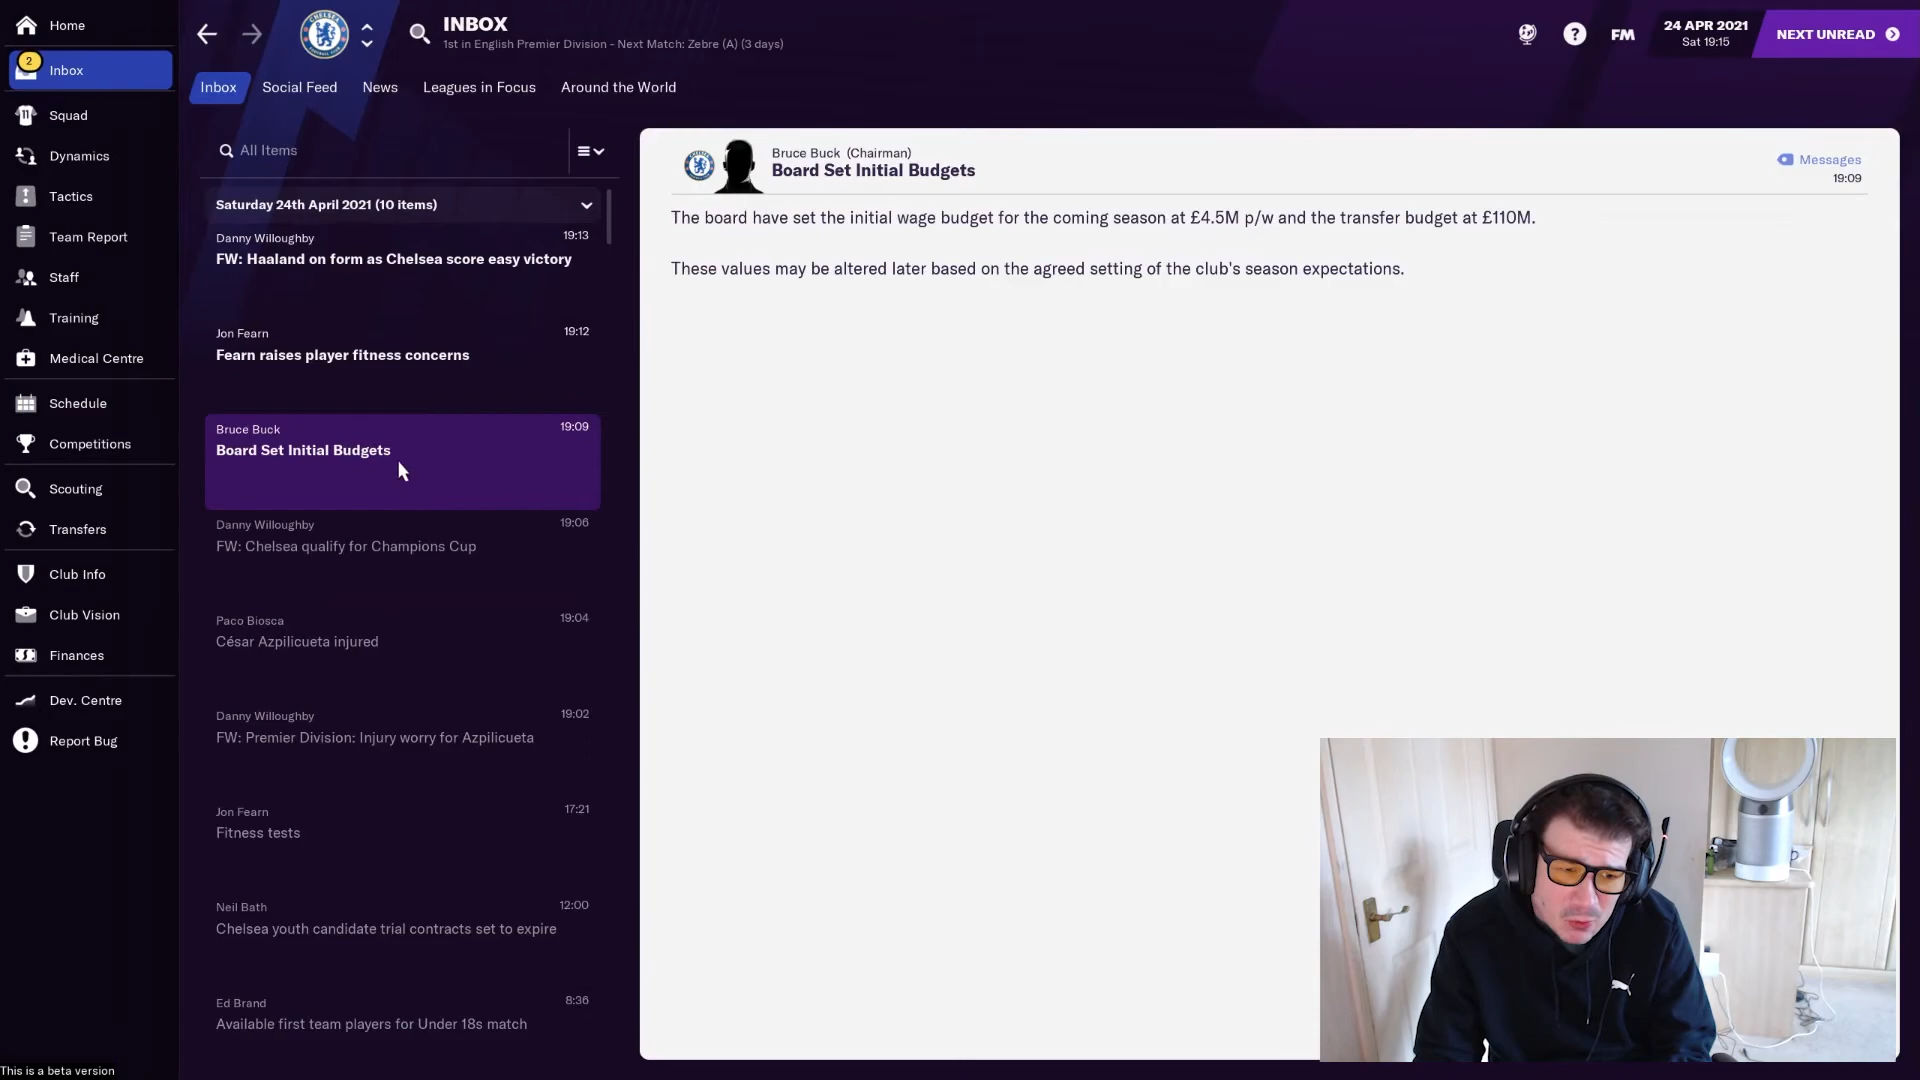 Home
2
Inbox
Squad
Dynamics
Tactics
Team Report
Staff
Training
Medical Centre
Schedule
Competitions
Scouting
Transfers
Club Info
Club Vision
Finances
Dev. Centre
Report Bug
This is a beta version
INBOX
1st in English Premier Division - Next Match: Zebre (A) (3 days)
FM
24 APR 2021
Sat 19:15
NEXT UNREAD
Inbox Social Feed News Leagues in Focus Around the World
All Items
Saturday 24th April 2021 (10 items)
Danny Willoughby 19:13
FW: Haaland on form as Chelsea score easy victory
Jon Fearn 19:12
Fearn raises player fitness concerns
Bruce Buck 19:09
Board Set Initial Budgets
Danny Willoughby 19:06
FW: Chelsea qualify for Champions Cup
Paco Biosca 19:04
César Azpilicueta injured
Danny Willoughby 19:02
FW: Premier Division: Injury worry for Azpilicueta
Jon Fearn 17:21
Fitness tests
Neil Bath 12:00
Chelsea youth candidate trial contracts set to expire
Ed Brand 8:36
Available first team players for Under 18s match
Bruce Buck (Chairman)
Board Set Initial Budgets
Messages
19:09
The board have set the initial wage budget for the coming season at £4.5M p/w and the transfer budget at £110M.
These values may be altered later based on the agreed setting of the club's season expectations.